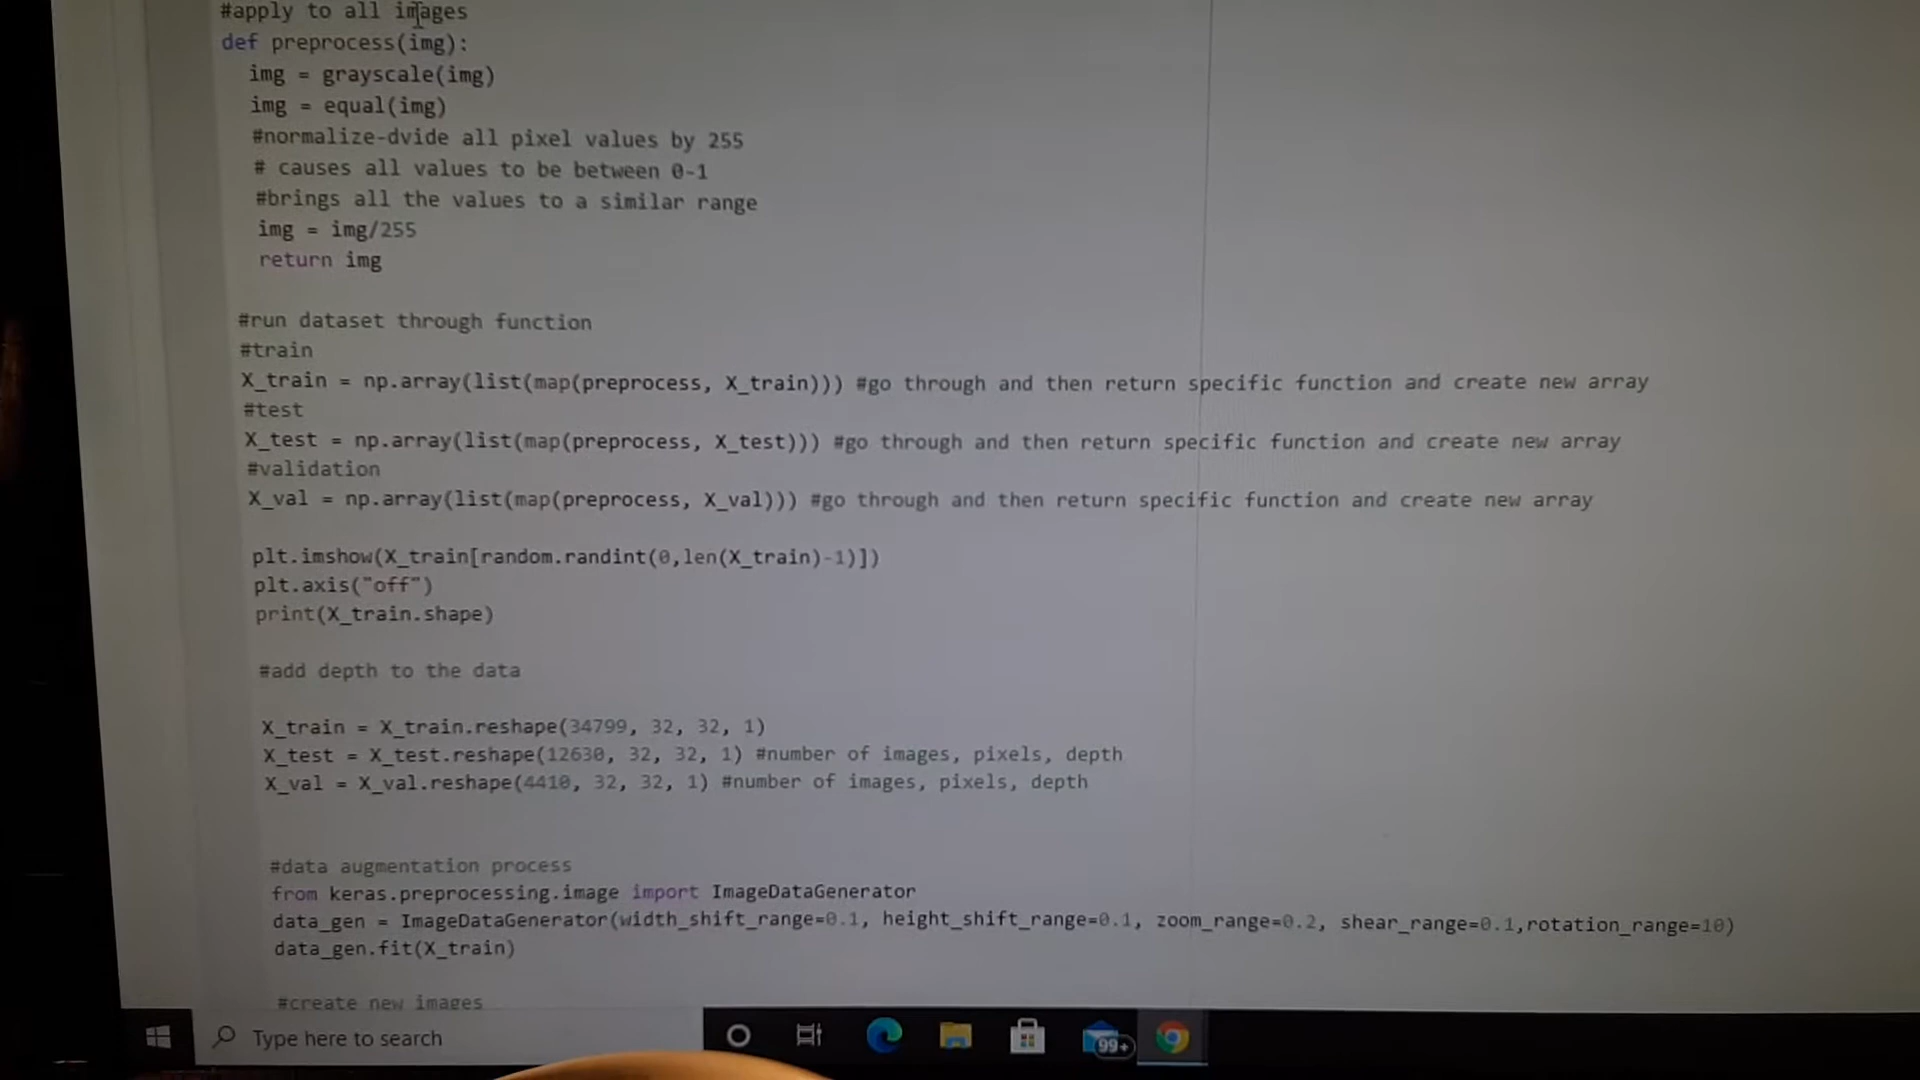 #apply to all images
def preprocess(img):
img = grayscale(img)
img = equal(img)
#normalize-dvide all pixel values by 255
# causes all values to be between 0-1
#brings all the values to a similar range
img = img/255
return img
#run dataset through function
#train
X_train = np.array(list(map(preprocess, X_train))) #go through and then return specific function and create new array
#test
X_test = np.array(list(map(preprocess, X_test))) #go through and then return specific function and create new array
#validation
X_val = np.array(list(map(preprocess, X_val))) #go through and then return specific function and create new array
plt.imshow(X_train[random.randint(0,len(X_train)-1)])
plt.axis("off")
print(X_train.shape)
#add depth to the data
X_train = X_train.reshape(34799, 32, 32, 1)
X_test = X_test.reshape(12630, 32, 32, 1) #number of images, pixels, depth
X_val = X_val.reshape(4410, 32, 32, 1) #number of images, pixels, depth
#data augmentation process
from keras.preprocessing.image import ImageDataGenerator
data_gen = ImageDataGenerator(width_shift_range=0.1, height_shift_range=0.1, zoom_range=0.2, shear_range=0.1,rotation_range=10)
data_gen.fit(X_train)
#create new images
Type here to search
99+